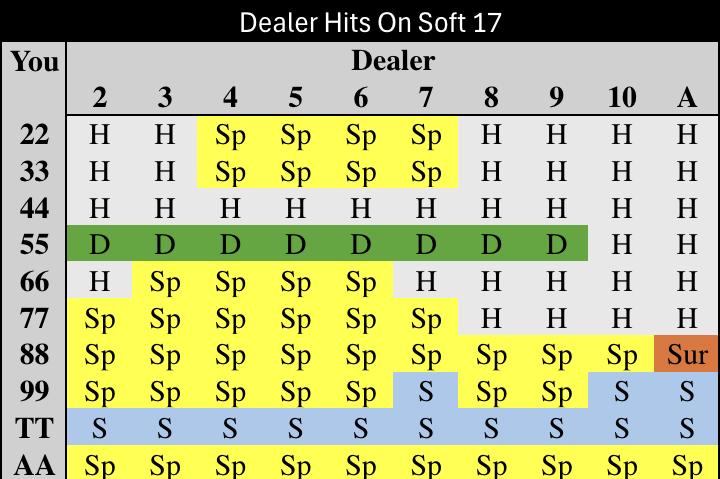 Dealer Hits On Soft 17
You Dealer
2 3 4 5 6 7 8 9 10 A
22 H H Sp Sp Sp Sp H H H H
33 H H Sp Sp Sp Sp H H H H
44 H H H H H H H H H H
55 D D D D D D D D H H
66 H Sp Sp Sp Sp H H H H H
77 Sp Sp Sp Sp Sp Sp H H H H
88 Sp Sp Sp Sp Sp Sp Sp Sp Sp Sur
99 Sp Sp Sp Sp Sp S Sp Sp S S
TT S S S S S S S S S S
AA Sp Sp Sp Sp Sp Sp Sp Sp Sp Sp